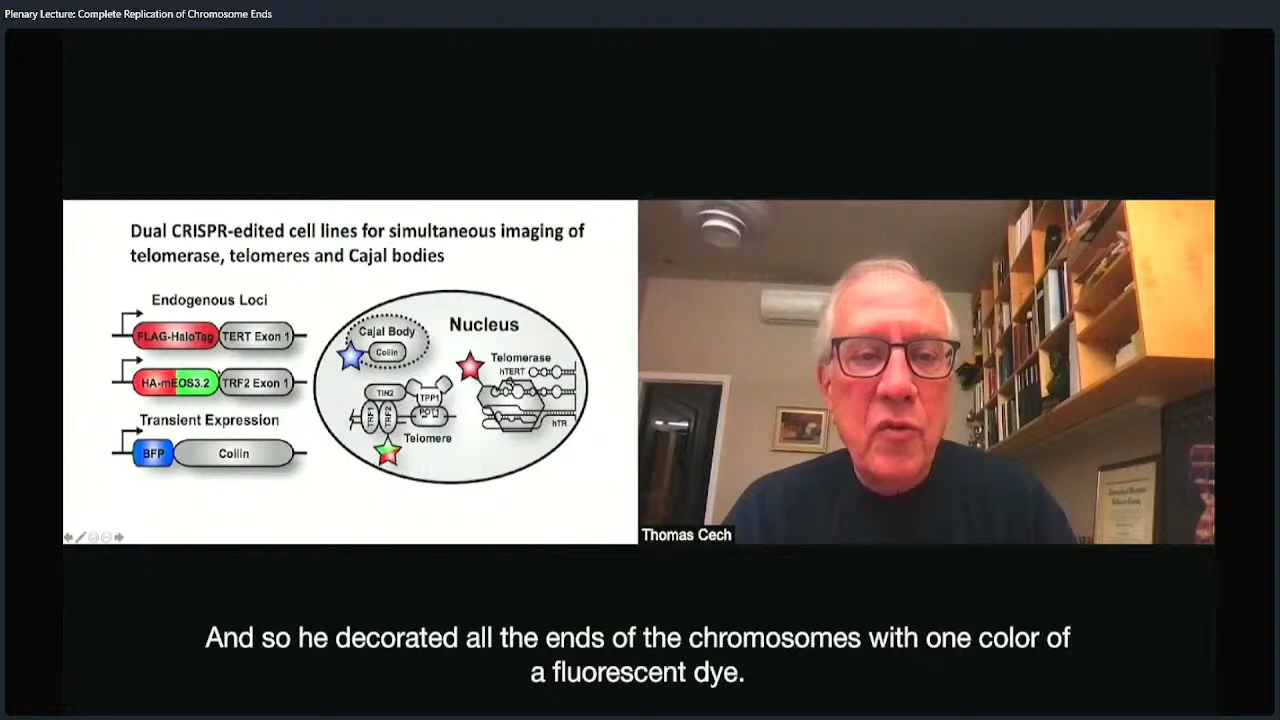 Plenary Lecture: Complete Replication of Chromosome Ends
Dual CRISPR-edited cell lines for simultaneous imaging of
telomerase, telomeres and Cajal bodies
Endogenous Loci
FLAG-HaloTag TERT Exon 1
HA-mEOS3.2 TRF2 Exon 1
Transient Expression
BFP Coilin
Nucleus
Cajal Body
Coilin
Telomerase
hTERT
hTR
TIN2
TPP1
TRF1
TRF2
POT1
Telomere
Thomas Cech
And so he decorated all the ends of the chromosomes with one color of
a fluorescent dye.